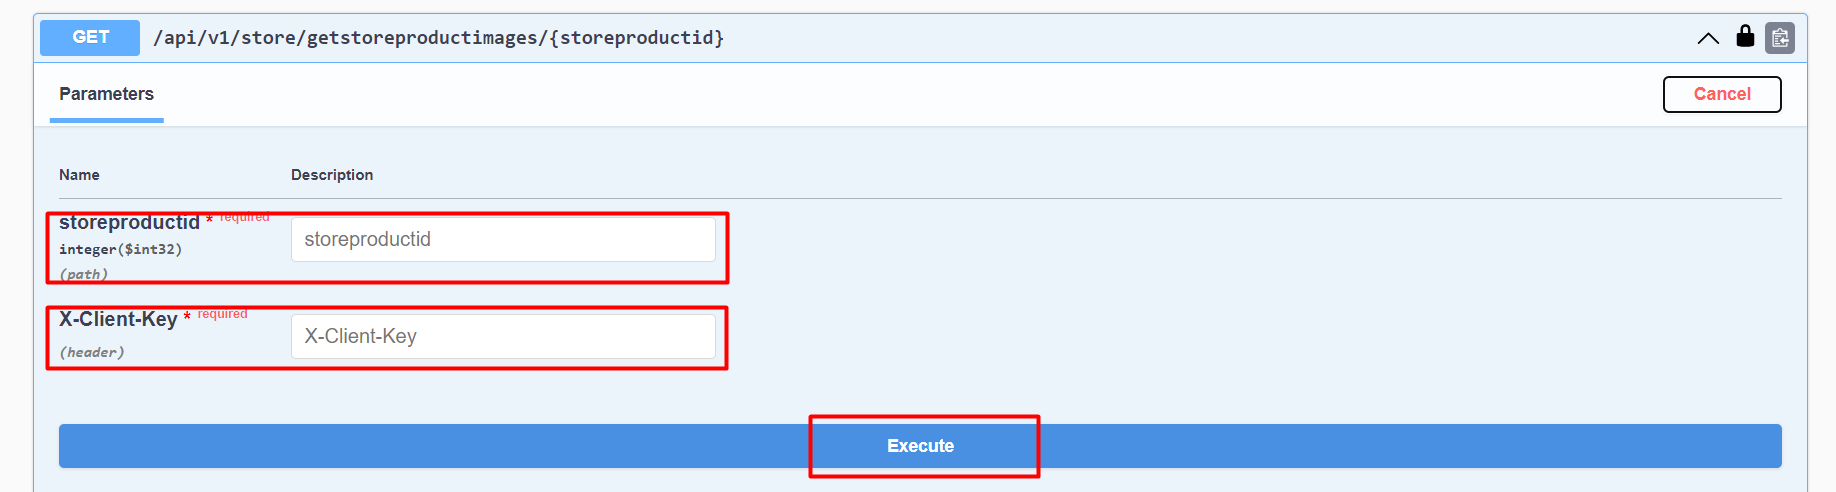 GET /api/v1/store/getstoreproductimages/{storeproductid}
Parameters
Cancel
Name Description
storeproductid * required
storeproductid
integer($int32)
(path)
X-Client-Key * required
X-Client-Key
(header)
Execute